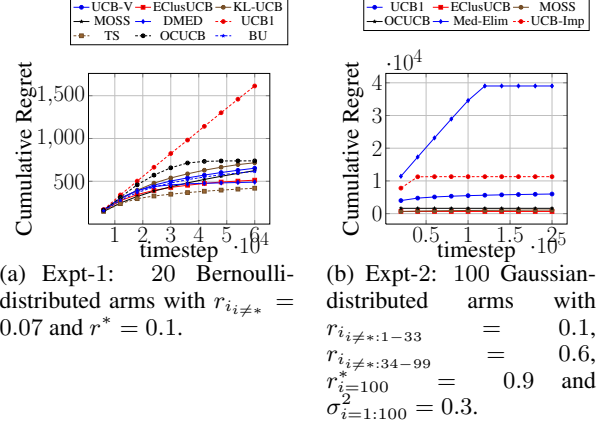 UCB-V EClusUCB KL-UCB
MOSS DMED UCB1
TS OCUCB BU
Cumulative Regret
1,500
1,000
500
1 2 3 4 5 6
·10^4
timestep
(a) Expt-1: 20 Bernoulli-
distributed arms with r_{i_{i≠*}} =
0.07 and r^* = 0.1.
UCB1 EClusUCB MOSS
OCUCB Med-Elim UCB-Imp
·10^4
Cumulative Regret
4
3
2
1
0
0.5 1 1.5 2
·10^5
timestep
(b) Expt-2: 100 Gaussian-
distributed arms with
r_{i_{i≠*:1−33}} = 0.1,
r_{i_{i≠*:34−99}} = 0.6,
r^*_{i=100} = 0.9 and
σ^2_{i=1:100} = 0.3.